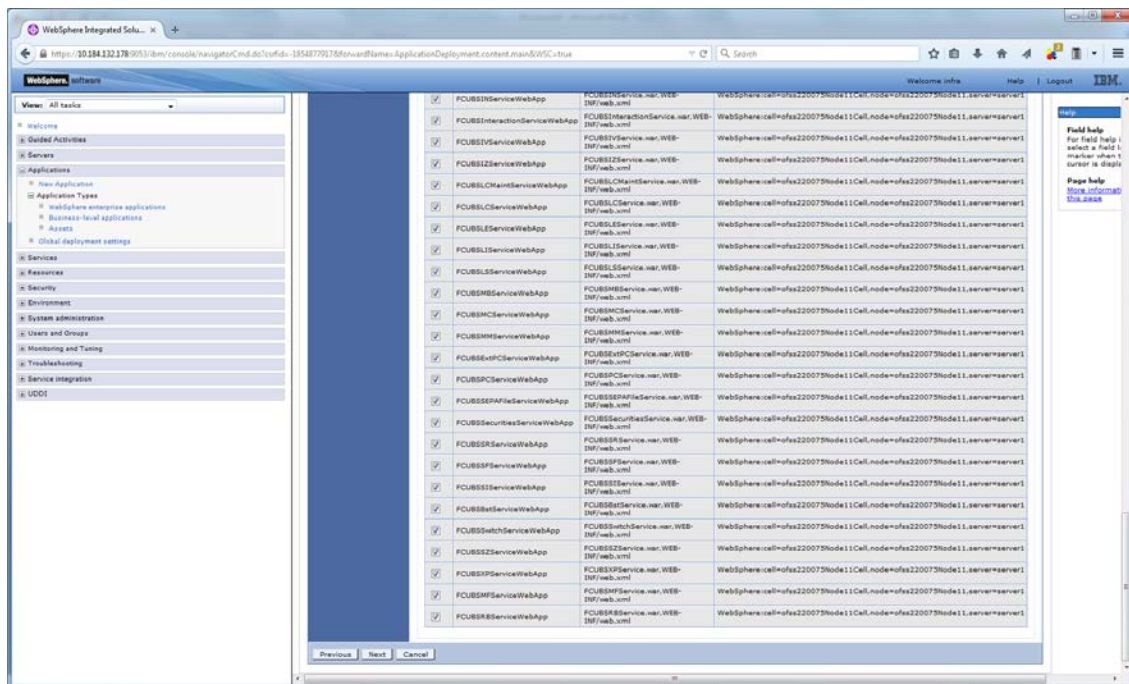 WebSphere Integrated Solu... ×
https://10.184.132.178:9053/ibm/console/navigatorCmd.do?csrfid=-1854877917&forwardName=ApplicationDeployment.content.main&WSC=true
Search
WebSphere. software
Welcome infra
Help | Logout
IBM.
View: All tasks
Welcome
Guided Activities
Servers
Applications
New Application
Application Types
WebSphere enterprise applications
Business-level applications
Assets
Global deployment settings
Services
Resources
Security
Environment
System administration
Users and Groups
Monitoring and Tuning
Troubleshooting
Service integration
UDDI
FCUBSINServiceWebApp FCUBSINService.war,WEB- WebSphere:cell=ofss220075Node11Cell,node=ofss220075Node11,server=server1
INF/web.xml
FCUBSInteractionServiceWebApp FCUBSInteractionService.war,WEB- WebSphere:cell=ofss220075Node11Cell,node=ofss220075Node11,server=server1
INF/web.xml
FCUBSIVServiceWebApp FCUBSIVService.war,WEB- WebSphere:cell=ofss220075Node11Cell,node=ofss220075Node11,server=server1
INF/web.xml
FCUBSIZServiceWebApp FCUBSIZService.war,WEB- WebSphere:cell=ofss220075Node11Cell,node=ofss220075Node11,server=server1
INF/web.xml
FCUBSLCMaintServiceWebApp FCUBSLCMaintService.war,WEB- WebSphere:cell=ofss220075Node11Cell,node=ofss220075Node11,server=server1
INF/web.xml
FCUBSLCServiceWebApp FCUBSLCService.war,WEB- WebSphere:cell=ofss220075Node11Cell,node=ofss220075Node11,server=server1
INF/web.xml
FCUBSLEServiceWebApp FCUBSLEService.war,WEB- WebSphere:cell=ofss220075Node11Cell,node=ofss220075Node11,server=server1
INF/web.xml
FCUBSLIServiceWebApp FCUBSLIService.war,WEB- WebSphere:cell=ofss220075Node11Cell,node=ofss220075Node11,server=server1
INF/web.xml
FCUBSLSServiceWebApp FCUBSLSService.war,WEB- WebSphere:cell=ofss220075Node11Cell,node=ofss220075Node11,server=server1
INF/web.xml
FCUBSMBServiceWebApp FCUBSMBService.war,WEB- WebSphere:cell=ofss220075Node11Cell,node=ofss220075Node11,server=server1
INF/web.xml
FCUBSMCServiceWebApp FCUBSMCService.war,WEB- WebSphere:cell=ofss220075Node11Cell,node=ofss220075Node11,server=server1
INF/web.xml
FCUBSMMServiceWebApp FCUBSMMService.war,WEB- WebSphere:cell=ofss220075Node11Cell,node=ofss220075Node11,server=server1
INF/web.xml
FCUBSExtPCServiceWebApp FCUBSExtPCService.war,WEB- WebSphere:cell=ofss220075Node11Cell,node=ofss220075Node11,server=server1
INF/web.xml
FCUBSPCServiceWebApp FCUBSPCService.war,WEB- WebSphere:cell=ofss220075Node11Cell,node=ofss220075Node11,server=server1
INF/web.xml
FCUBSSEPAFileServiceWebApp FCUBSSEPAFileService.war,WEB- WebSphere:cell=ofss220075Node11Cell,node=ofss220075Node11,server=server1
INF/web.xml
FCUBSSecuritiesServiceWebApp FCUBSSecuritiesService.war,WEB- WebSphere:cell=ofss220075Node11Cell,node=ofss220075Node11,server=server1
INF/web.xml
FCUBSSRServiceWebApp FCUBSSRService.war,WEB- WebSphere:cell=ofss220075Node11Cell,node=ofss220075Node11,server=server1
INF/web.xml
FCUBSSFServiceWebApp FCUBSSFService.war,WEB- WebSphere:cell=ofss220075Node11Cell,node=ofss220075Node11,server=server1
INF/web.xml
FCUBSSIServiceWebApp FCUBSSIService.war,WEB- WebSphere:cell=ofss220075Node11Cell,node=ofss220075Node11,server=server1
INF/web.xml
FCUBSBstServiceWebApp FCUBSBstService.war,WEB- WebSphere:cell=ofss220075Node11Cell,node=ofss220075Node11,server=server1
INF/web.xml
FCUBSSwitchServiceWebApp FCUBSSwitchService.war,WEB- WebSphere:cell=ofss220075Node11Cell,node=ofss220075Node11,server=server1
INF/web.xml
FCUBSSZServiceWebApp FCUBSSZService.war,WEB- WebSphere:cell=ofss220075Node11Cell,node=ofss220075Node11,server=server1
INF/web.xml
FCUBSXPServiceWebApp FCUBSXPService.war,WEB- WebSphere:cell=ofss220075Node11Cell,node=ofss220075Node11,server=server1
INF/web.xml
FCUBSMFServiceWebApp FCUBSMFService.war,WEB- WebSphere:cell=ofss220075Node11Cell,node=ofss220075Node11,server=server1
INF/web.xml
FCUBSRBServiceWebApp FCUBSRBService.war,WEB- WebSphere:cell=ofss220075Node11Cell,node=ofss220075Node11,server=server1
INF/web.xml
Previous Next Cancel
Help
Field help
For field help i
select a field l
marker when t
cursor is displa
Page help
More informati
this page